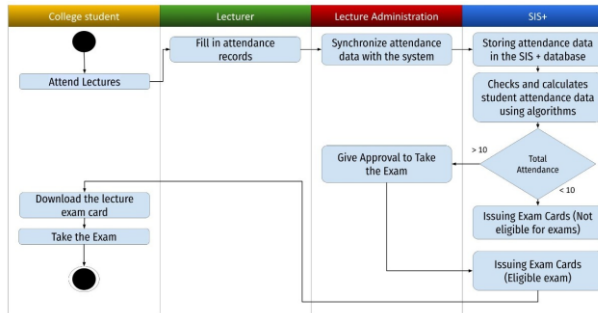 College student
Lecturer
Lecture Administration
SIS+
Attend Lectures
Fill in attendance
records
Synchronize attendance
data with the system
Storing attendance data
in the SIS + database
Checks and calculates
student attendance data
using algorithms
Total
Attendance
> 10
< 10
Give Approval to Take
the Exam
Issuing Exam Cards (Not
eligible for exams)
Issuing Exam Cards
(Eligible exam)
Download the lecture
exam card
Take the Exam